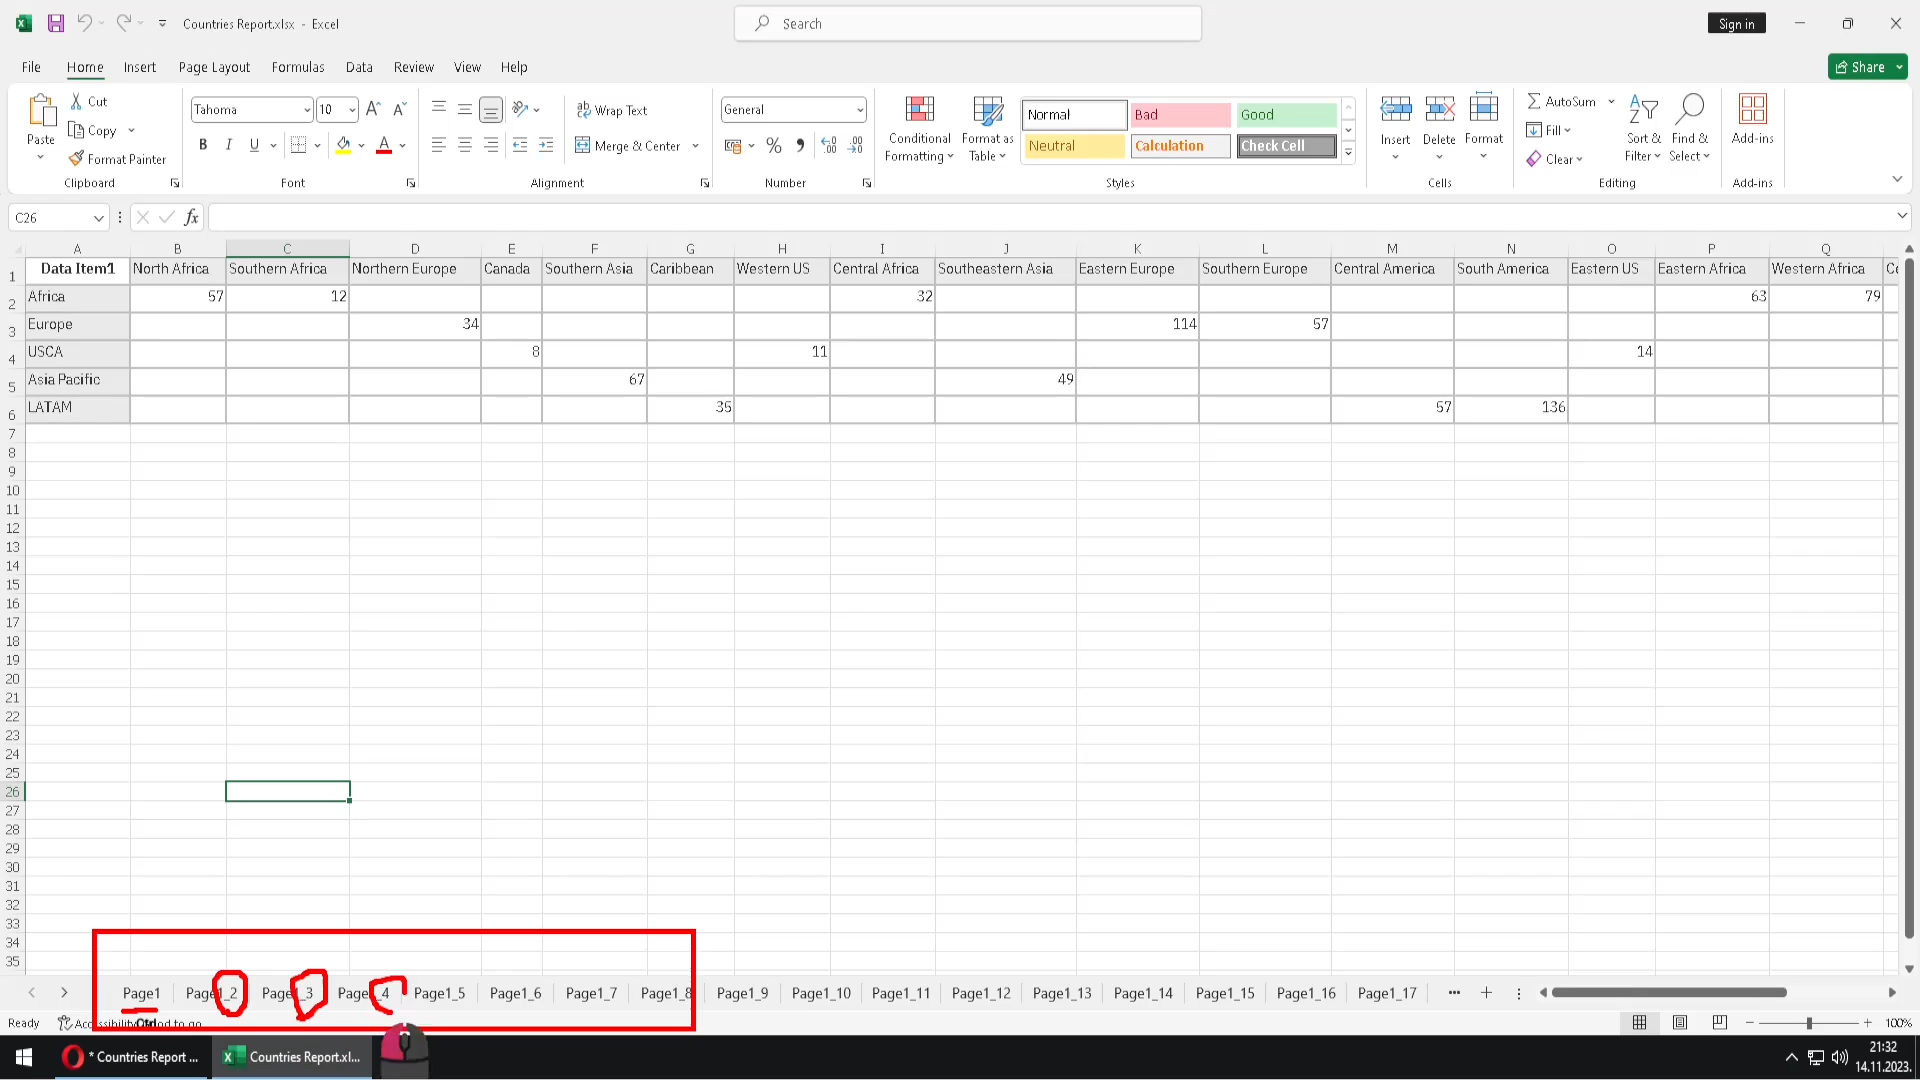 Countries Report.xlsx - Excel
Search
Sign in
File Home Insert Page Layout Formulas Data Review View Help
Share
Paste
Cut
Copy
Format Painter
Clipboard
Tahoma 10
B I U
Font
Wrap Text
Merge & Center
Alignment
General
Number
Conditional Formatting
Format as Table
Normal Bad Good
Neutral Calculation Check Cell
Styles
Insert Delete Format
Cells
AutoSum
Fill
Clear
Sort & Filter
Find & Select
Editing
Add-ins
Add-ins
C26 fx
A B C D E F G H I J K L M N O P Q
1 Data Item1 North Africa Southern Africa Northern Europe Canada Southern Asia Caribbean Western US Central Africa Southeastern Asia Eastern Europe Southern Europe Central America South America Eastern US Eastern Africa Western Africa Ce
2 Africa 57 12 32 63 79
3 Europe 34 114 57
4 USCA 8 11 14
5 Asia Pacific 67 49
6 LATAM 35 57 136
7
8
9
10
11
12
13
14
15
16
17
18
19
20
21
22
23
24
25
26
27
28
29
30
31
32
33
34
35
Page1 Page1_2 Page1_3 Page1_4 Page1_5 Page1_6 Page1_7 Page1_8 Page1_9 Page1_10 Page1_11 Page1_12 Page1_13 Page1_14 Page1_15 Page1_16 Page1_17
Ready Ctrl 100%
* Countries Report ... Countries Report.xl... 21:32
14.11.2023.